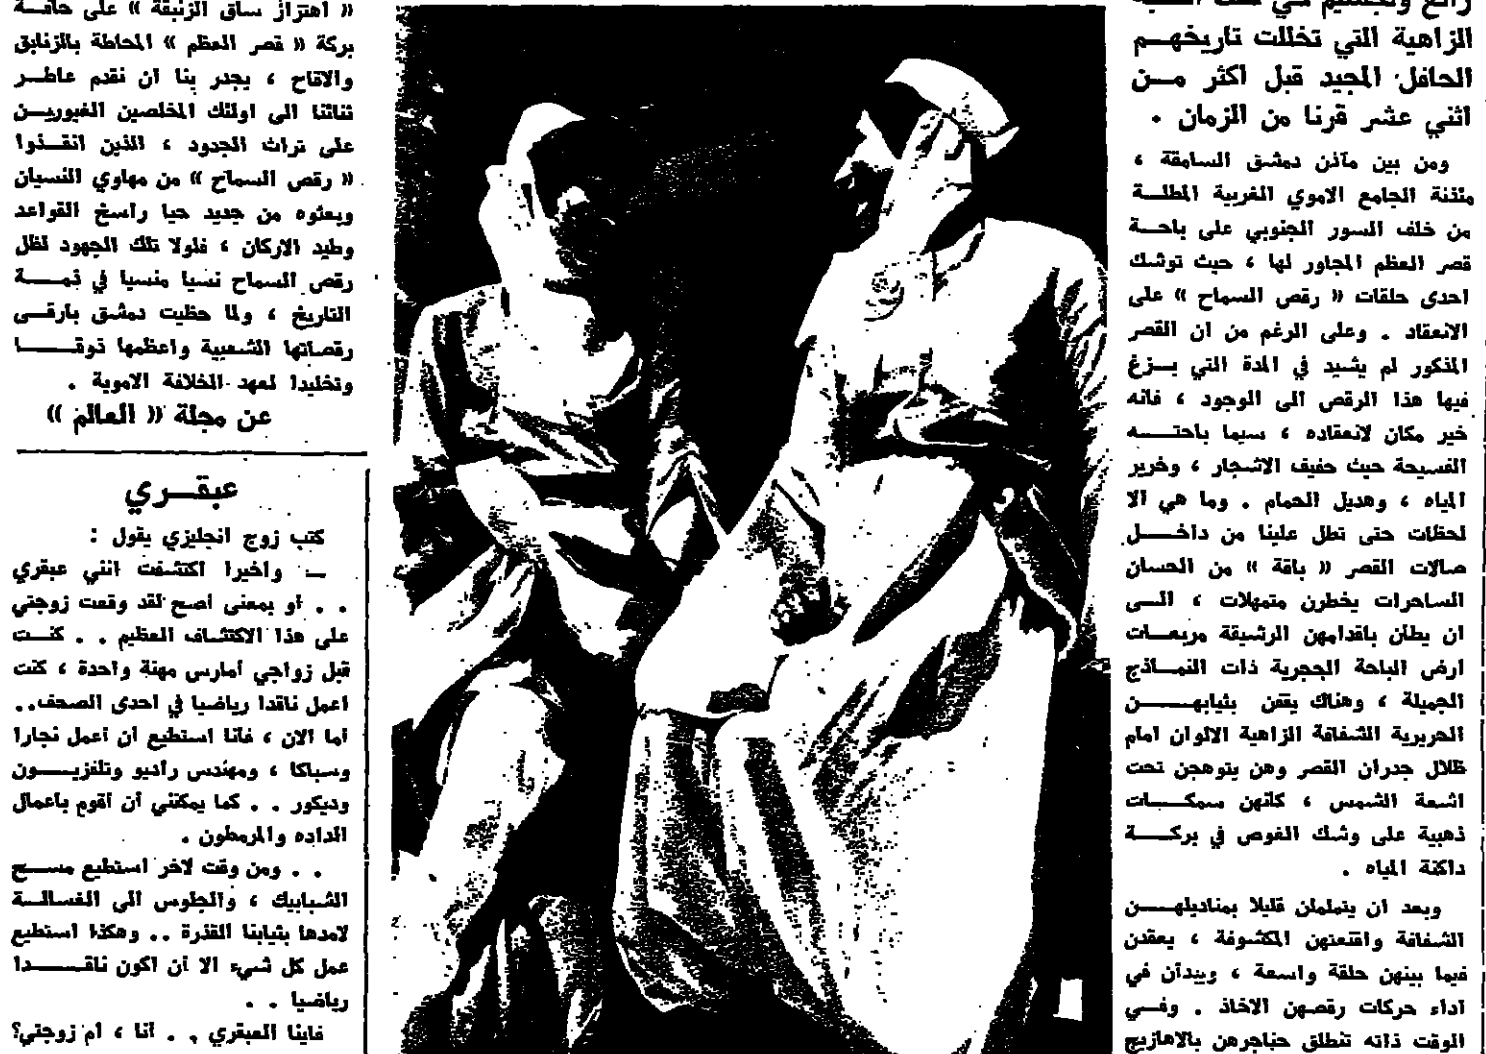 الزاهية التي تخللت تاريخهم
الحافل المجيد قبل اكثر من
اثني عشر قرنا من الزمان .
ومن بين مآذن دمشق السامقة ،
مئذنة الجامع الاموي الغربية المطلة
من خلف السور الجنوبي على باحة
قصر العظم المجاور لها ، حيث توشك
احدى حلقات « رقص السماح » على
الانعقاد . وعلى الرغم من ان القصر
المذكور لم يشيد في المدة التي بزغ
فيها هذا الرقص الى الوجود ، فانه
خير مكان لانعقاده ، سيما باحته
الفسيحة حيث حفيف الاشجار ، وخرير
المياه ، وهديل الحمام . وما هي الا
لحظات حتى تطل علينا من داخل
صالات القصر « باقة » من الحسان
الساحرات يخطرن متمهلات ، الى
ان يطأن باقدامهن الرشيقة مربعات
ارض الباحة الحجرية ذات النماذج
الجميلة ، وهناك يقفن بثيابهن
الحريرية الشفافة الزاهية الالوان امام
ظلال جدران القصر وهن يتوهجن تحت
اشعة الشمس ، كأنهن سمكات
ذهبية على وشك الغوص في بركة
داكنة المياه .
وبعد ان يتململن قليلا بمناديلهن
الشفافة واقنعتهن المكشوفة ، يعقدن
فيما بينهن حلقة واسعة ، ويبدأن في
أداء حركات رقصهن الاخاذ . وفي
الوقت ذاته تنطلق حناجرهن بالاهازيج
« اهتزاز ساق الزنبقة » على حافة
بركة « قصر العظم » المحاطة بالزنابق
والاقاح ، يجدر بنا ان نقدم عاطر
ثنائنا الى اولئك المخلصين الغيورين
على تراث الجدود ، الذين انقذوا
« رقص السماح » من مهاوي النسيان
وبعثوه من جديد حيا راسخ القواعد
وطيد الاركان ، فلولا تلك الجهود لظل
رقص السماح نسيا منسيا في ذمة
التاريخ ، ولما حظيت دمشق بارقى
رقصاتها الشعبية واعظمها ذوقا
وتخليدا لعهد الخلافة الاموية .
عن مجلة « العالم »
عبقري
كتب زوج انجليزي يقول :
— واخيرا اكتشفت انني عبقري
. . أو بمعنى أصح لقد وقعت زوجتي
على هذا الاكتشاف العظيم . . كنت
قبل زواجي أمارس مهنة واحدة ، كنت
اعمل ناقدا رياضيا في احدى الصحف..
أما الان ، فأنا استطيع أن أعمل نجارا
وسباكا ، ومهندس راديو وتلفزيون
وديكور . . كما يمكنني أن أقوم بأعمال
الداده والمرمطون .
. . ومن وقت لاخر استطيع مسح
الشبابيك ، والجلوس الى الغسالة
لامدها بثيابنا القذرة .. وهكذا استطيع
عمل كل شيء الا أن اكون ناقدا
رياضيا . .
فاينا العبقري . . أنا ، أم زوجتي؟